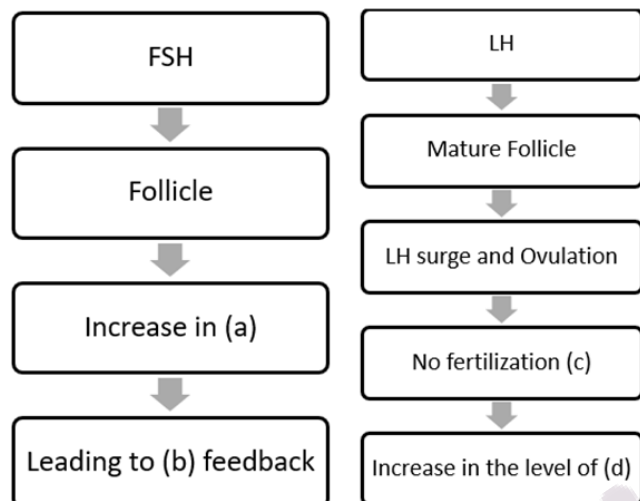 FSH
Follicle
Increase in (a)
Leading to (b) feedback
LH
Mature Follicle
LH surge and Ovulation
No fertilization (c)
Increase in the level of (d)